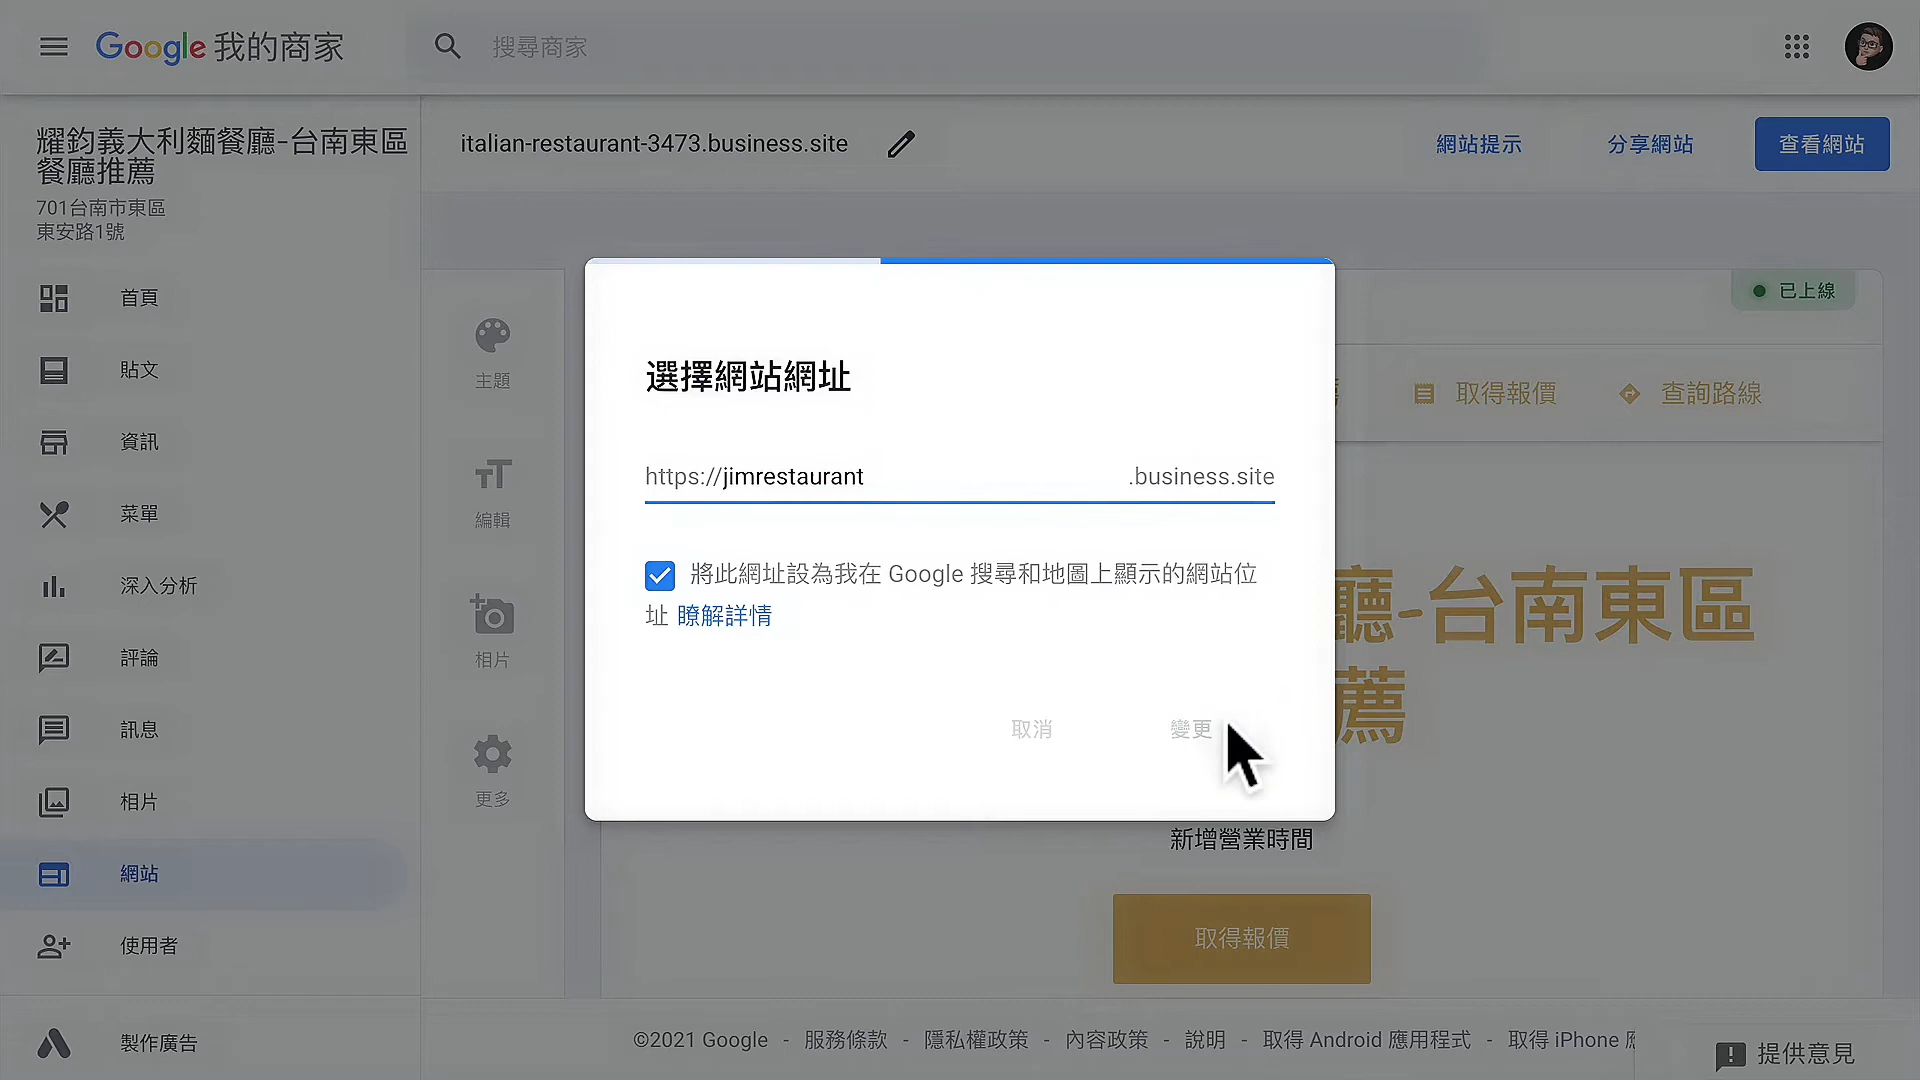 Google 我的商家
搜尋商家
耀鈞義大利麵餐廳-台南東區
餐廳推薦
701台南市東區
東安路1號
首頁
貼文
資訊
菜單
深入分析
評論
訊息
相片
網站
使用者
製作廣告
italian-restaurant-3473.business.site
網站提示
分享網站
查看網站
主題
編輯
相片
更多
已上線
取得報價
查詢路線
選擇網站網址
https://jimrestaurant
.business.site
將此網址設為我在 Google 搜尋和地圖上顯示的網站位
址 瞭解詳情
取消
變更
廳-台南東區
薦
新增營業時間
取得報價
©2021 Google - 服務條款 - 隱私權政策 - 內容政策 - 說明 - 取得 Android 應用程式 - 取得 iPhone
提供意見